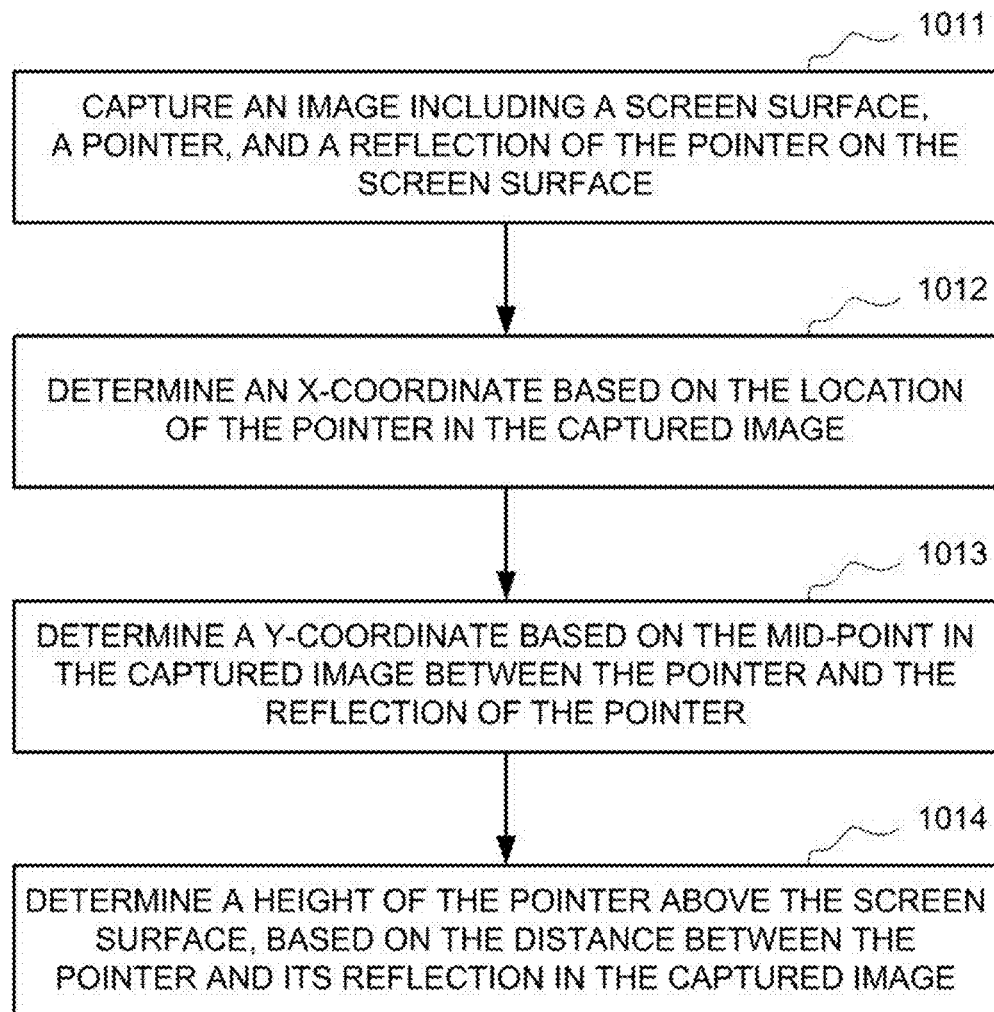 1011
CAPTURE AN IMAGE INCLUDING A SCREEN SURFACE,
A POINTER, AND A REFLECTION OF THE POINTER ON THE
SCREEN SURFACE
1012
DETERMINE AN X-COORDINATE BASED ON THE LOCATION
OF THE POINTER IN THE CAPTURED IMAGE
1013
DETERMINE A Y-COORDINATE BASED ON THE MID-POINT IN
THE CAPTURED IMAGE BETWEEN THE POINTER AND THE
REFLECTION OF THE POINTER
1014
DETERMINE A HEIGHT OF THE POINTER ABOVE THE SCREEN
SURFACE, BASED ON THE DISTANCE BETWEEN THE
POINTER AND ITS REFLECTION IN THE CAPTURED IMAGE